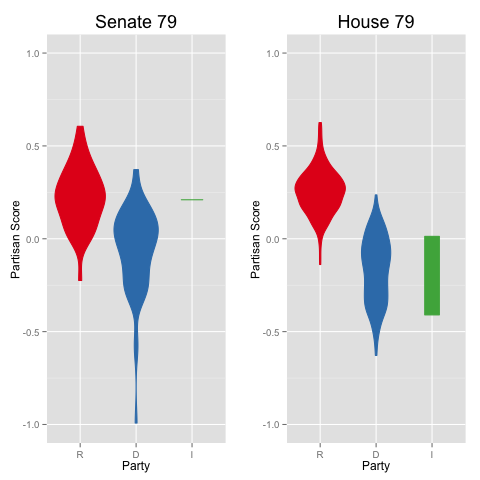 Senate 79
1.0
0.5
0.0
-0.5
-1.0
Partisan Score
R D I
Party
House 79
1.0
0.5
0.0
-0.5
-1.0
Partisan Score
R D I
Party